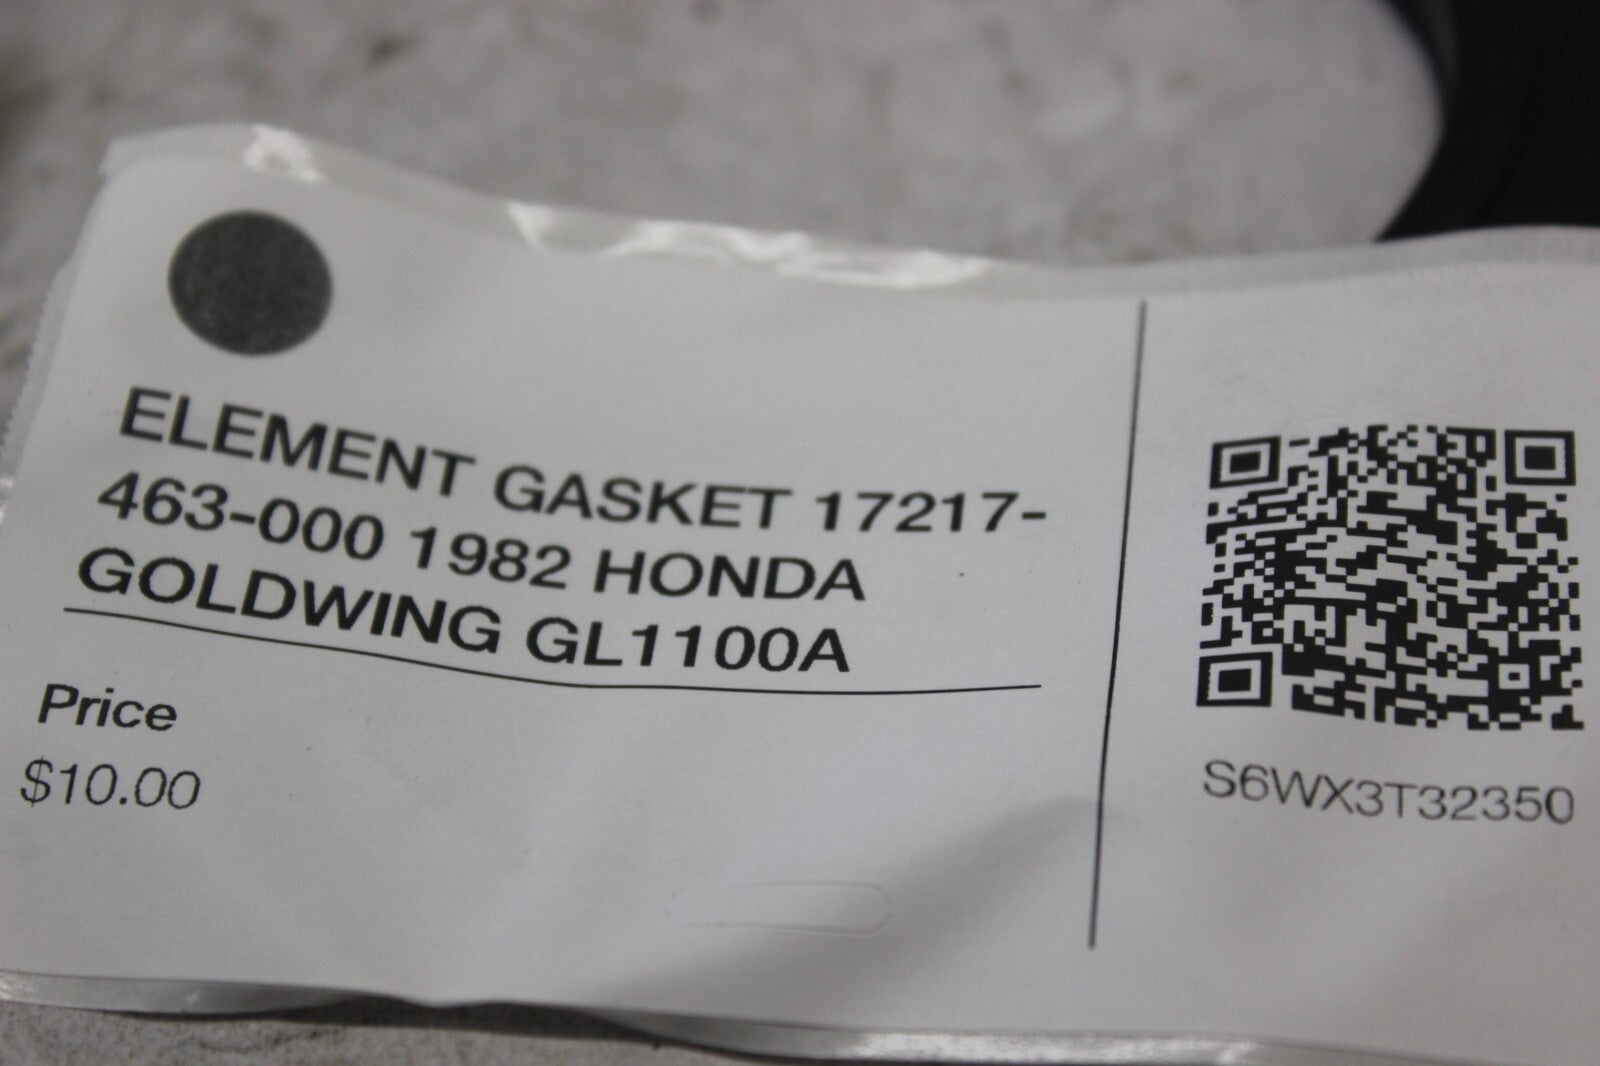 ELEMENT GASKET 17217-
463-000 1982 HONDA
GOLDWING GL1100A
Price
$10.00
S6WX3T32350